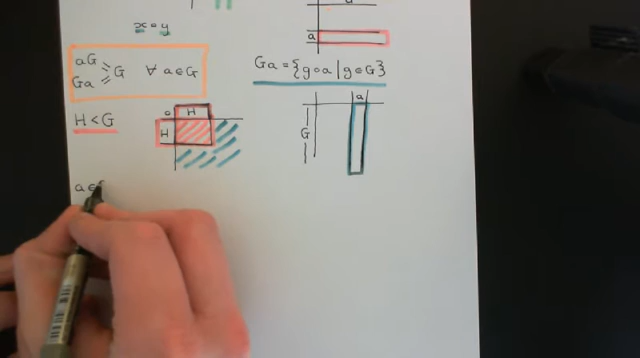 x = y
a
aG = G
Ga = G
∀ a∈G
Ga = {g∘a | g∈G}
H < G
∘ H
H
a
G
a ∈